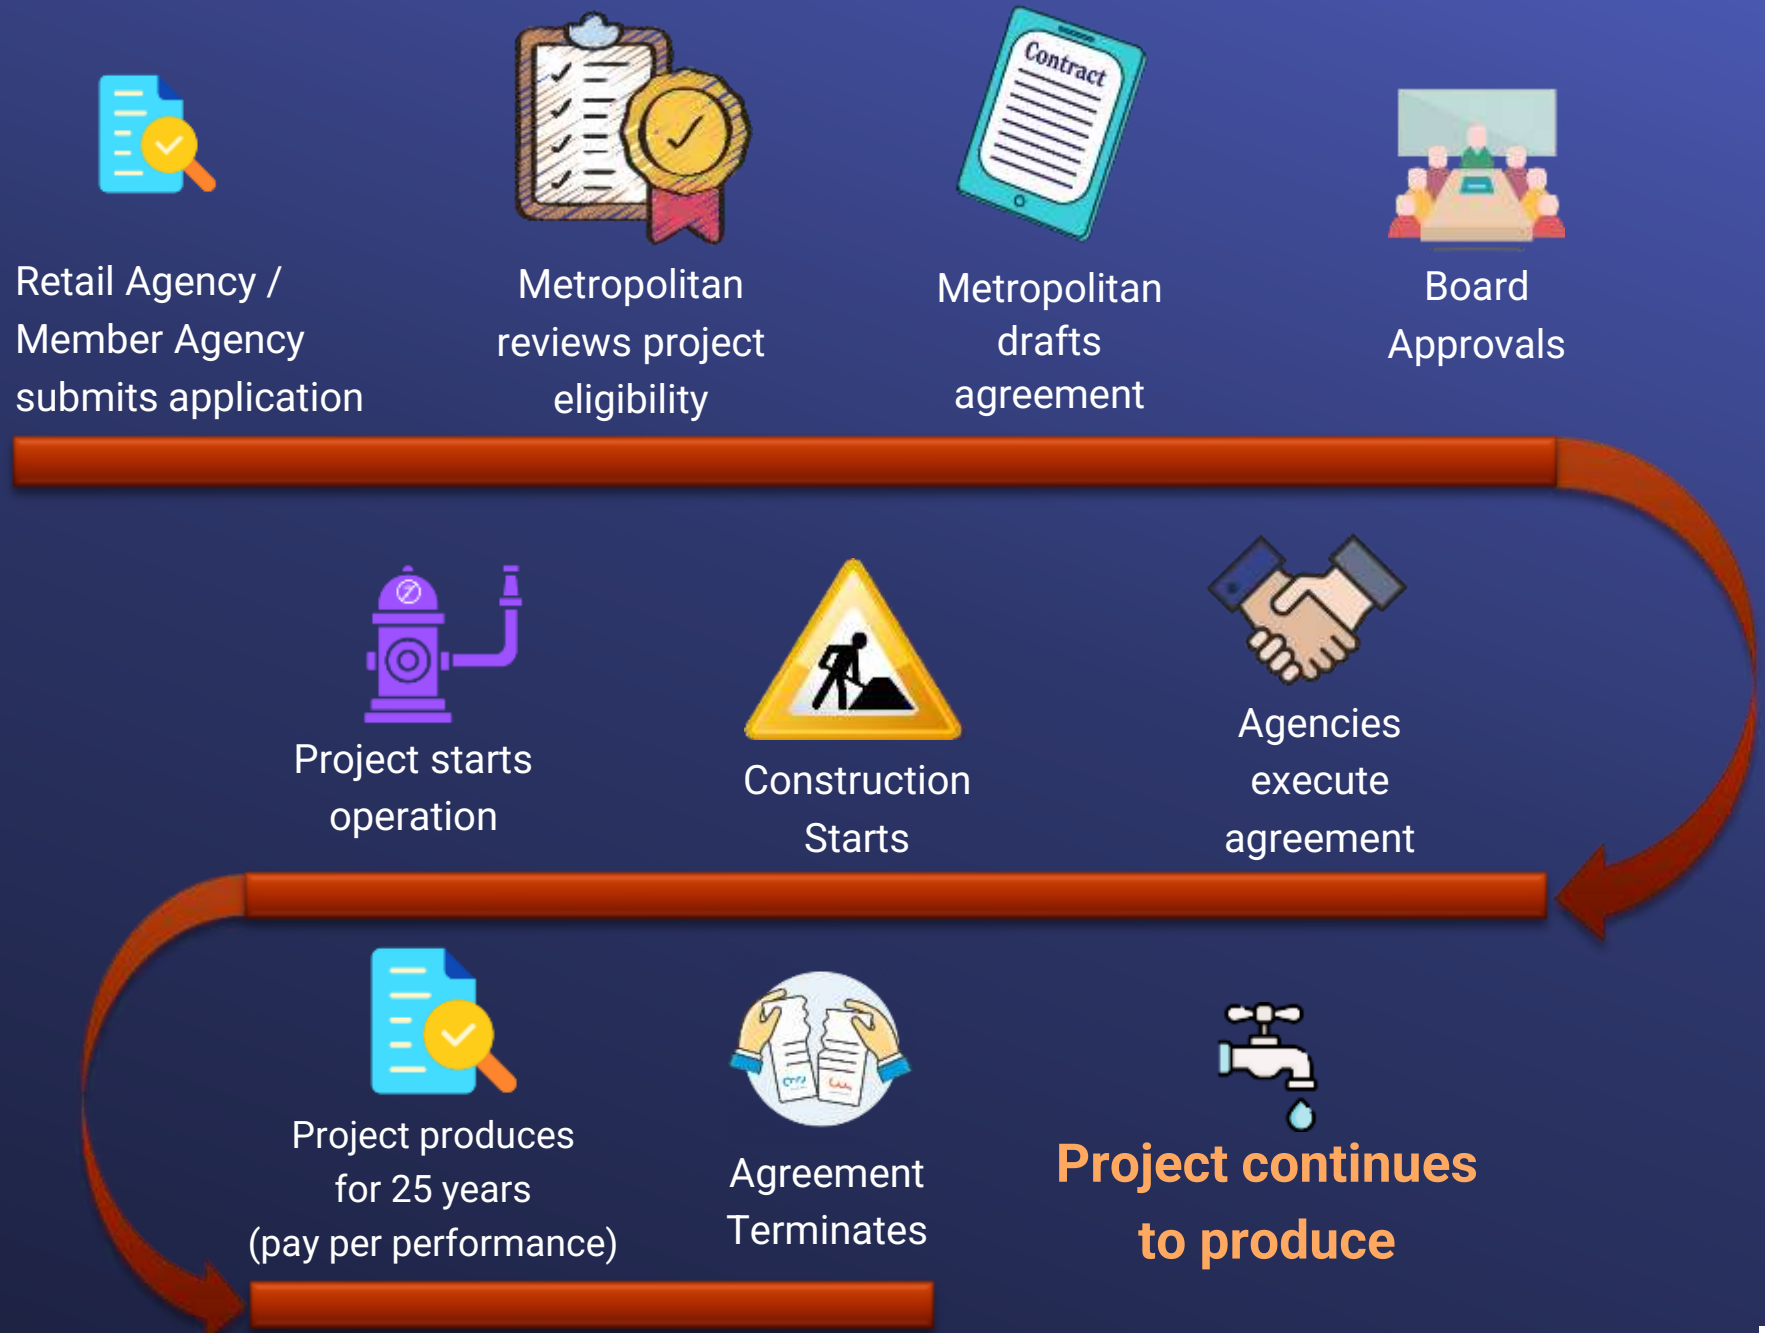 Retail Agency /
Member Agency
submits application
Metropolitan
reviews project
eligibility
Contract
Metropolitan
drafts
agreement
Board
Approvals
Agencies
execute
agreement
Construction
Starts
Project starts
operation
Project produces
for 25 years
(pay per performance)
Agreement
Terminates
Project continues
to produce